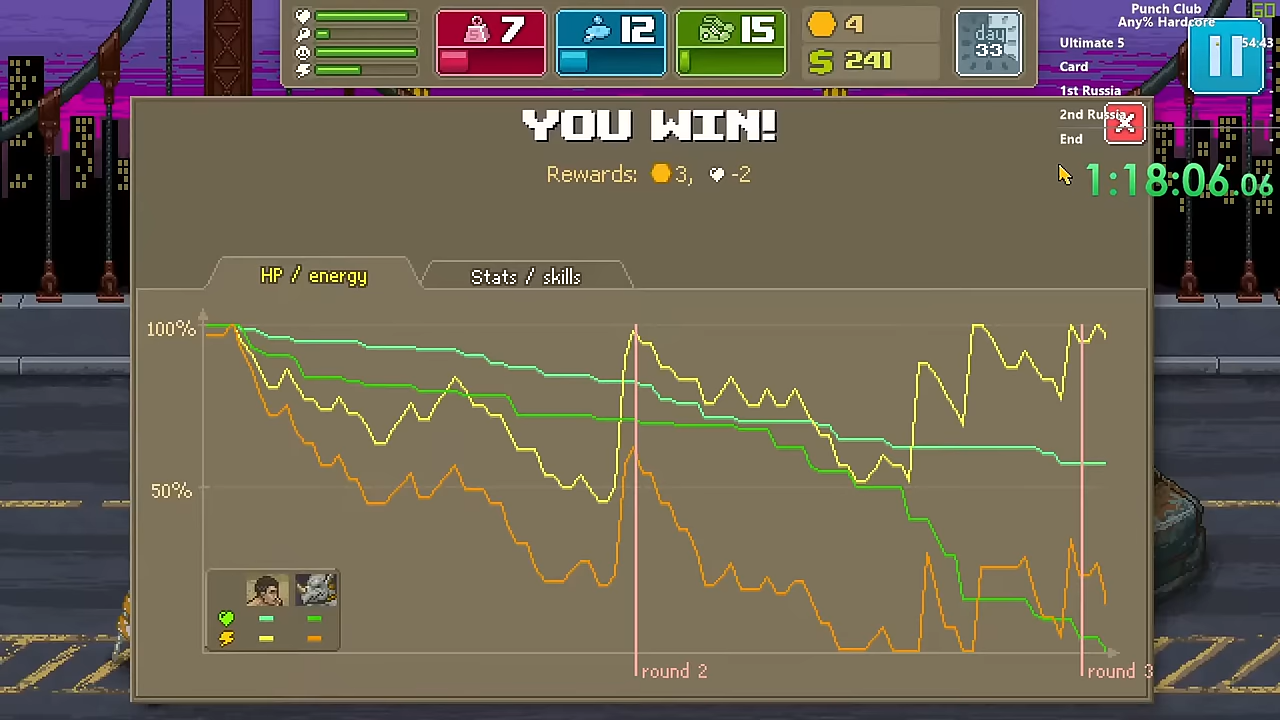 7
12
15
4
241
day
33
60
Punch Club
Any% Hardcore
Ultimate 5
54:43
Card
1st Russia
2nd Russia
End
1:18:06.06
YOU WIN!
Rewards: 3, -2
HP / energy
Stats / skills
100%
50%
round 2
round 3